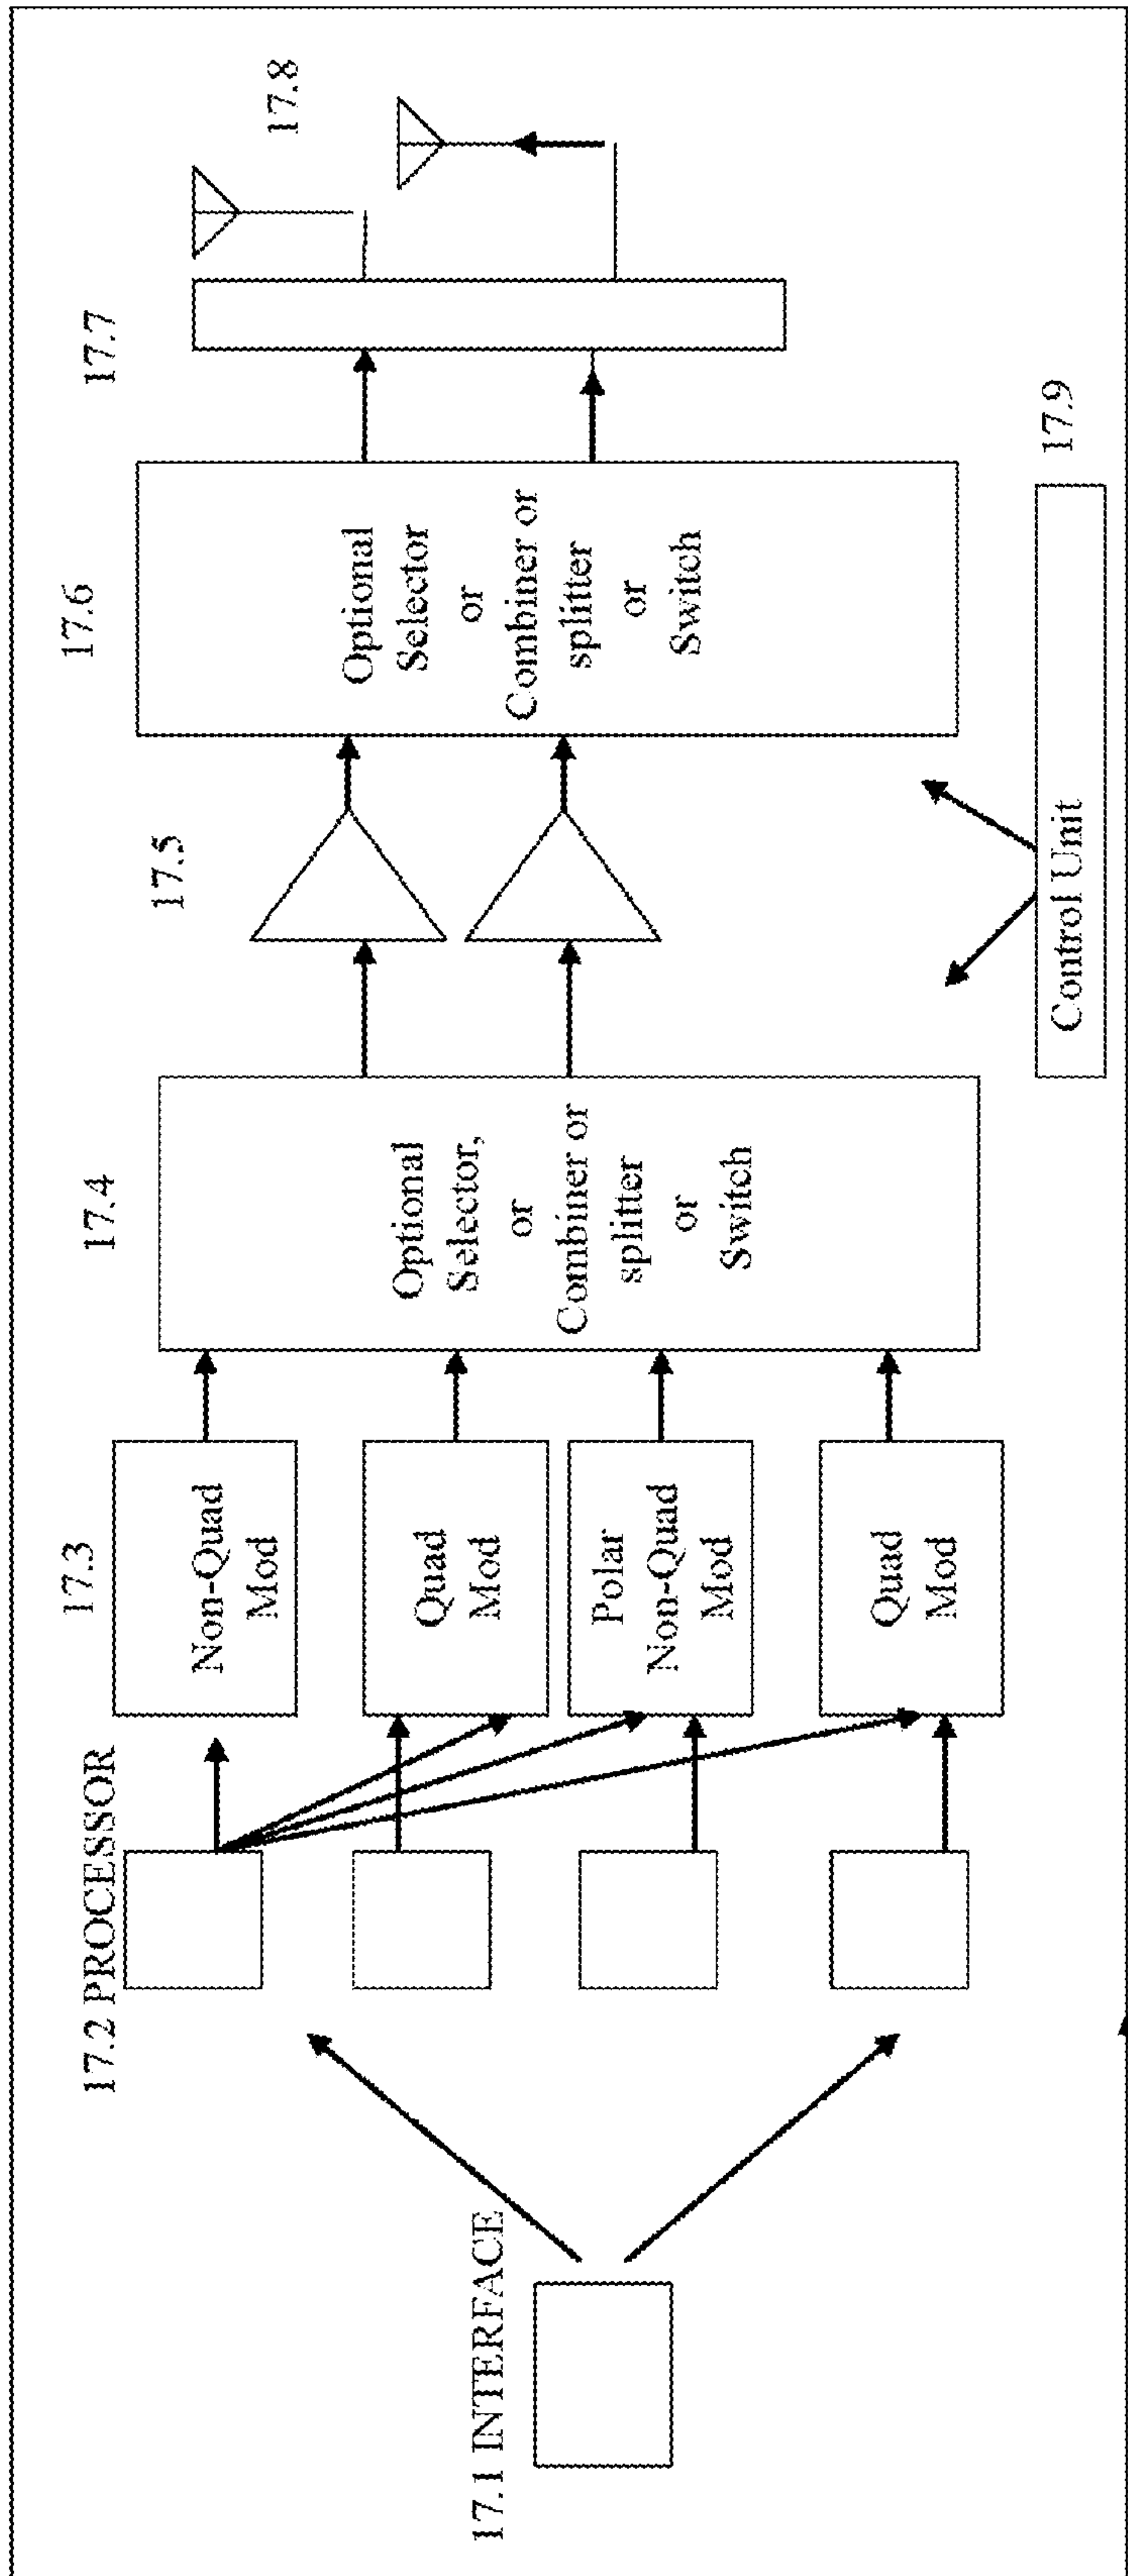 17.1 INTERFACE
17.2 PROCESSOR
17.3
Non-Quad
Mod
Quad
Mod
Polar
Non-Quad
Mod
Quad
Mod
17.4
Optional
Selector,
or
Combiner or
splitter
or
Switch
17.5
17.6
Optional
Selector
or
Combiner or
splitter
or
Switch
17.7
17.8
Control Unit
17.9